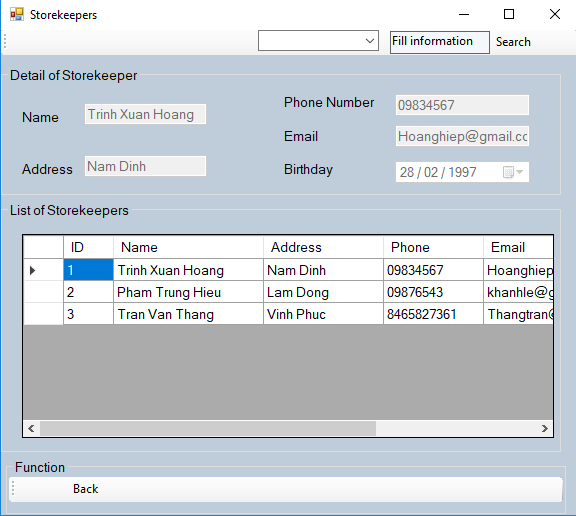 Storekeepers
Fill information Search
Detail of Storekeeper
Name Trinh Xuan Hoang
Phone Number 09834567
Email Hoanghiep@gmail.cc
Address Nam Dinh
Birthday 28 / 02 / 1997
List of Storekeepers
ID Name Address Phone Email
1 Trinh Xuan Hoang Nam Dinh 09834567 Hoanghiep
2 Pham Trung Hieu Lam Dong 09876543 khanhle@g
3 Tran Van Thang Vinh Phuc 8465827361 Thangtran@
Function
Back